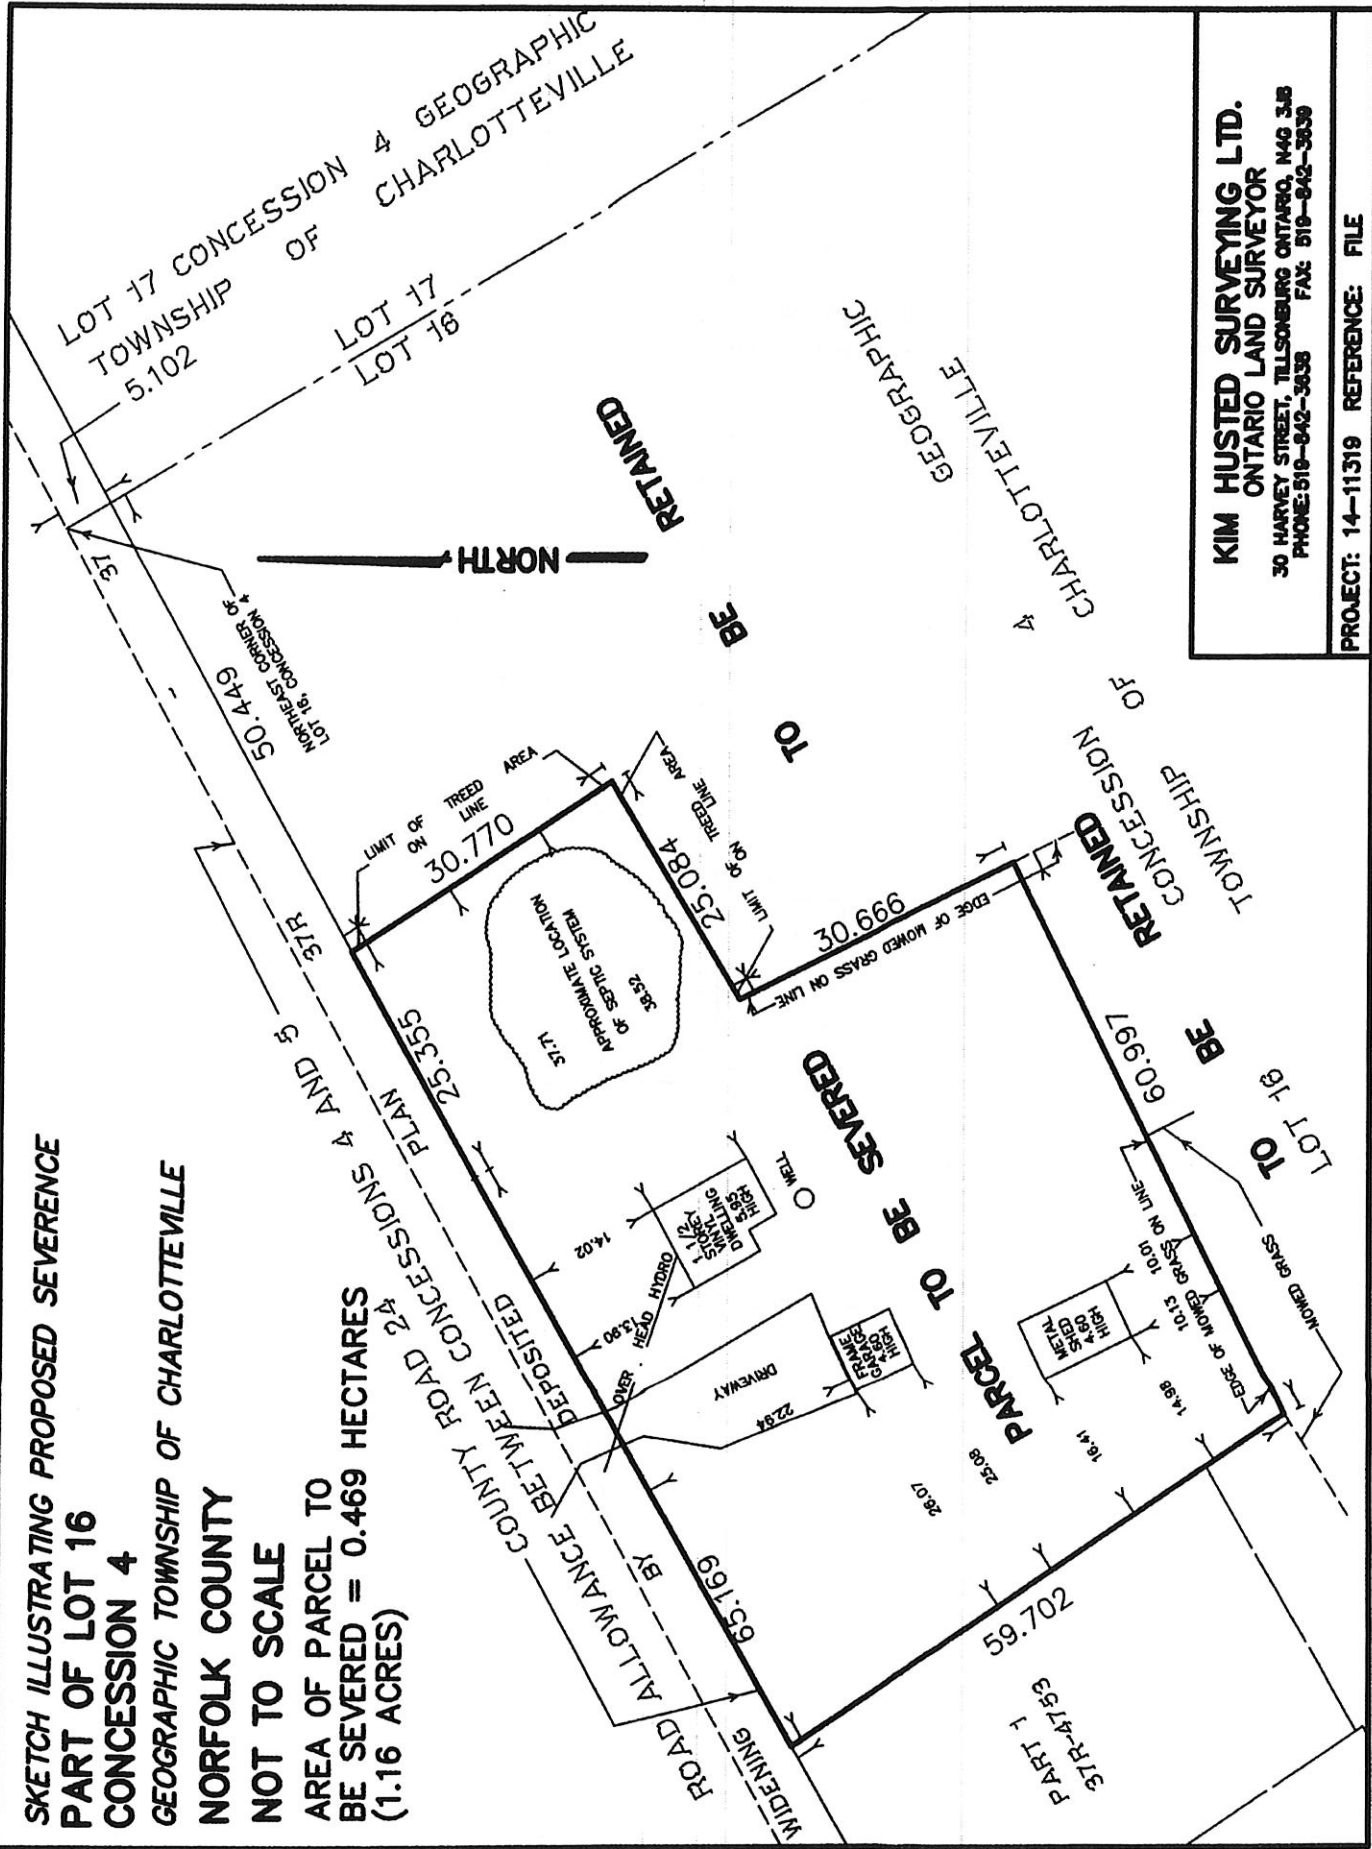 SKETCH ILLUSTRATING PROPOSED SEVERENCE
PART OF LOT 16
CONCESSION 4
GEOGRAPHIC TOWNSHIP OF CHARLOTTEVILLE
NORFOLK COUNTY
NOT TO SCALE
AREA OF PARCEL TO
BE SEVERED = 0.469 HECTARES
(1.16 ACRES)
LOT 17 CONCESSION 4 GEOGRAPHIC
TOWNSHIP OF CHARLOTTEVILLE
5.102
LOT 17
LOT 16
37
NORTHEAST CORNER OF
LOT 16, CONCESSION 4
50.449
NORTH
COUNTY ROAD 24
ROAD ALLOWANCE BETWEEN CONCESSIONS 4 AND 5
WIDENING BY DEPOSITED PLAN 37R
LIMIT OF TREED AREA
ON LINE
30.770
25.355
65.169
37.71
APPROXIMATE LOCATION
OF SEPTIC SYSTEM
38.52
25.084
LIMIT OF TREED AREA
ON LINE
30.666
EDGE OF MOWED GRASS ON LINE
14.02
13.90
1 1/2
STOREY
VINYL
DWELLING
5.95
HIGH
WELL
OVER HEAD HYDRO
DRIVEWAY
22.94
FRAME
GARAGE
4.60
HIGH
METAL
SHED
4.60
HIGH
PARCEL TO BE SEVERED
26.07
25.08
16.41
14.98
10.13
10.01
EDGE OF MOWED GRASS ON LINE
MOWED GRASS
60.997
59.702
PART 1
37R-4753
TO BE RETAINED
TO BE RETAINED
LOT 16 CONCESSION 4 GEOGRAPHIC
TOWNSHIP OF CHARLOTTEVILLE
KIM HUSTED SURVEYING LTD.
ONTARIO LAND SURVEYOR
30 HARVEY STREET, TILLSONBURG ONTARIO, N4G 3J8
PHONE:519-842-3638 FAX: 519-842-3639
PROJECT: 14-11319 REFERENCE: FILE